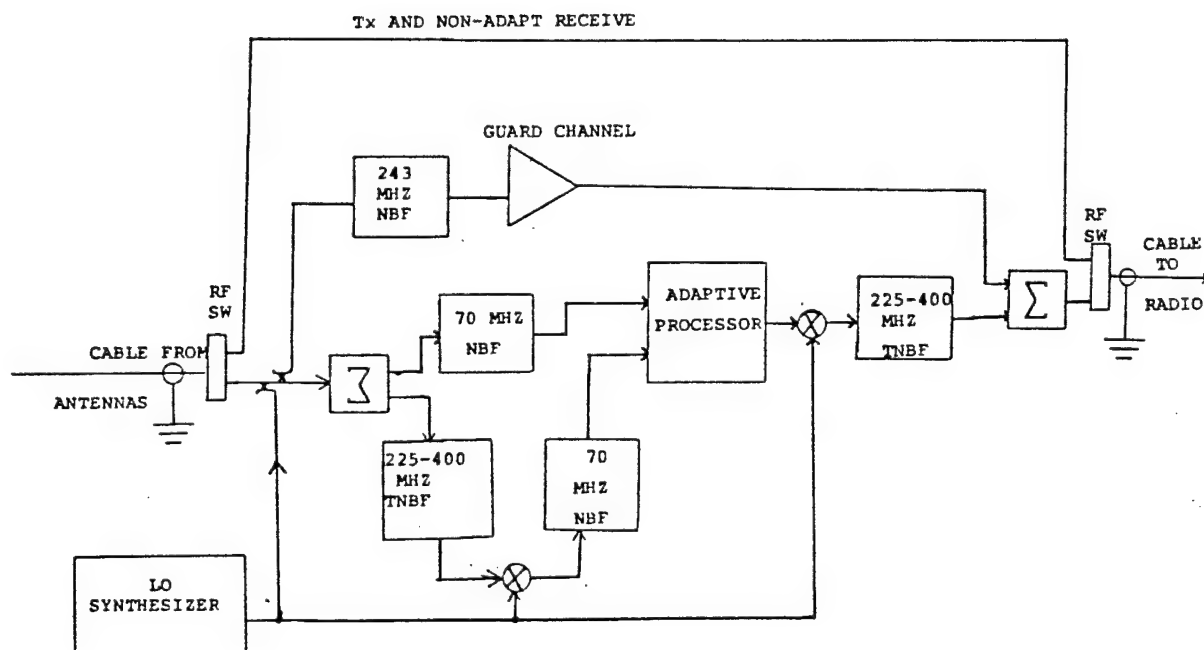 Tx AND NON-ADAPT RECEIVE
GUARD CHANNEL
243
MHZ
NBF
RF
SW
CABLE
TO
RADIO
ADAPTIVE
PROCESSOR
225-400
MHZ
TNBF
Σ
RF
SW
70 MHZ
NBF
CABLE FROM
ANTENNAS
Σ
225-400
MHZ
TNBF
70
MHZ
NBF
LO
SYNTHESIZER